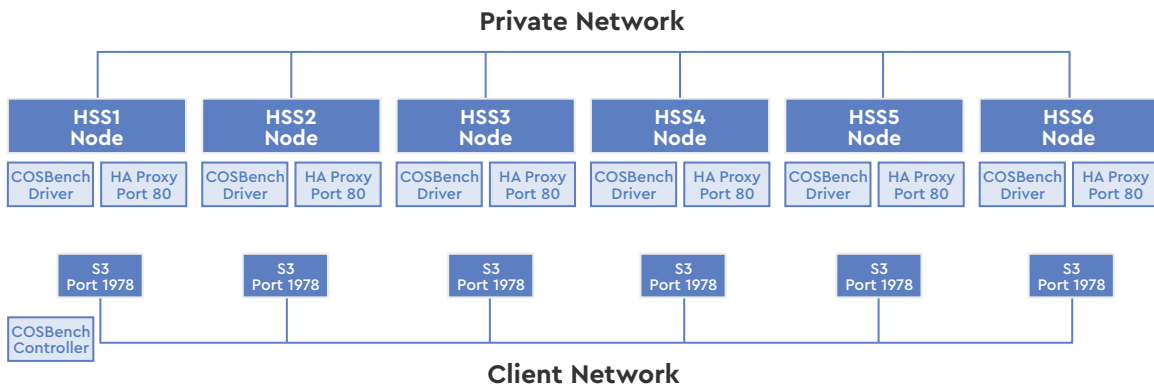 Private Network
HSS1
Node
HSS2
Node
HSS3
Node
HSS4
Node
HSS5
Node
HSS6
Node
COSBench
Driver
HA Proxy
Port 80
COSBench
Driver
HA Proxy
Port 80
COSBench
Driver
HA Proxy
Port 80
COSBench
Driver
HA Proxy
Port 80
COSBench
Driver
HA Proxy
Port 80
COSBench
Driver
HA Proxy
Port 80
S3
Port 1978
S3
Port 1978
S3
Port 1978
S3
Port 1978
S3
Port 1978
S3
Port 1978
COSBench
Controller
Client Network